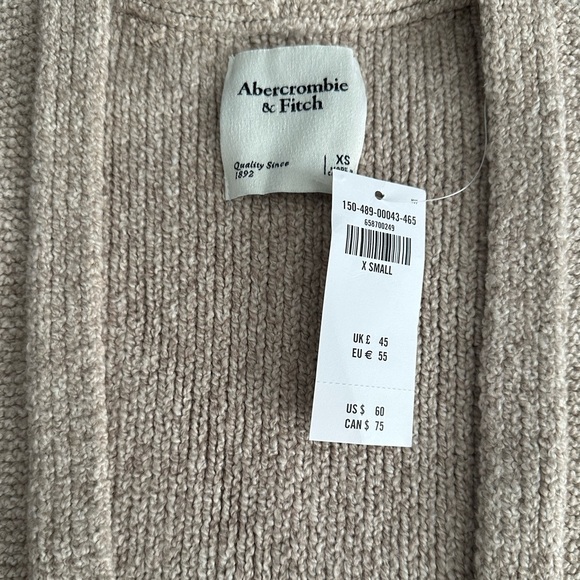 Abercrombie
& Fitch
Quality Since
1892
XS
150-489-00043-465
658700249
X SMALL
UK £ 45
EU € 55
US $ 60
CAN $ 75